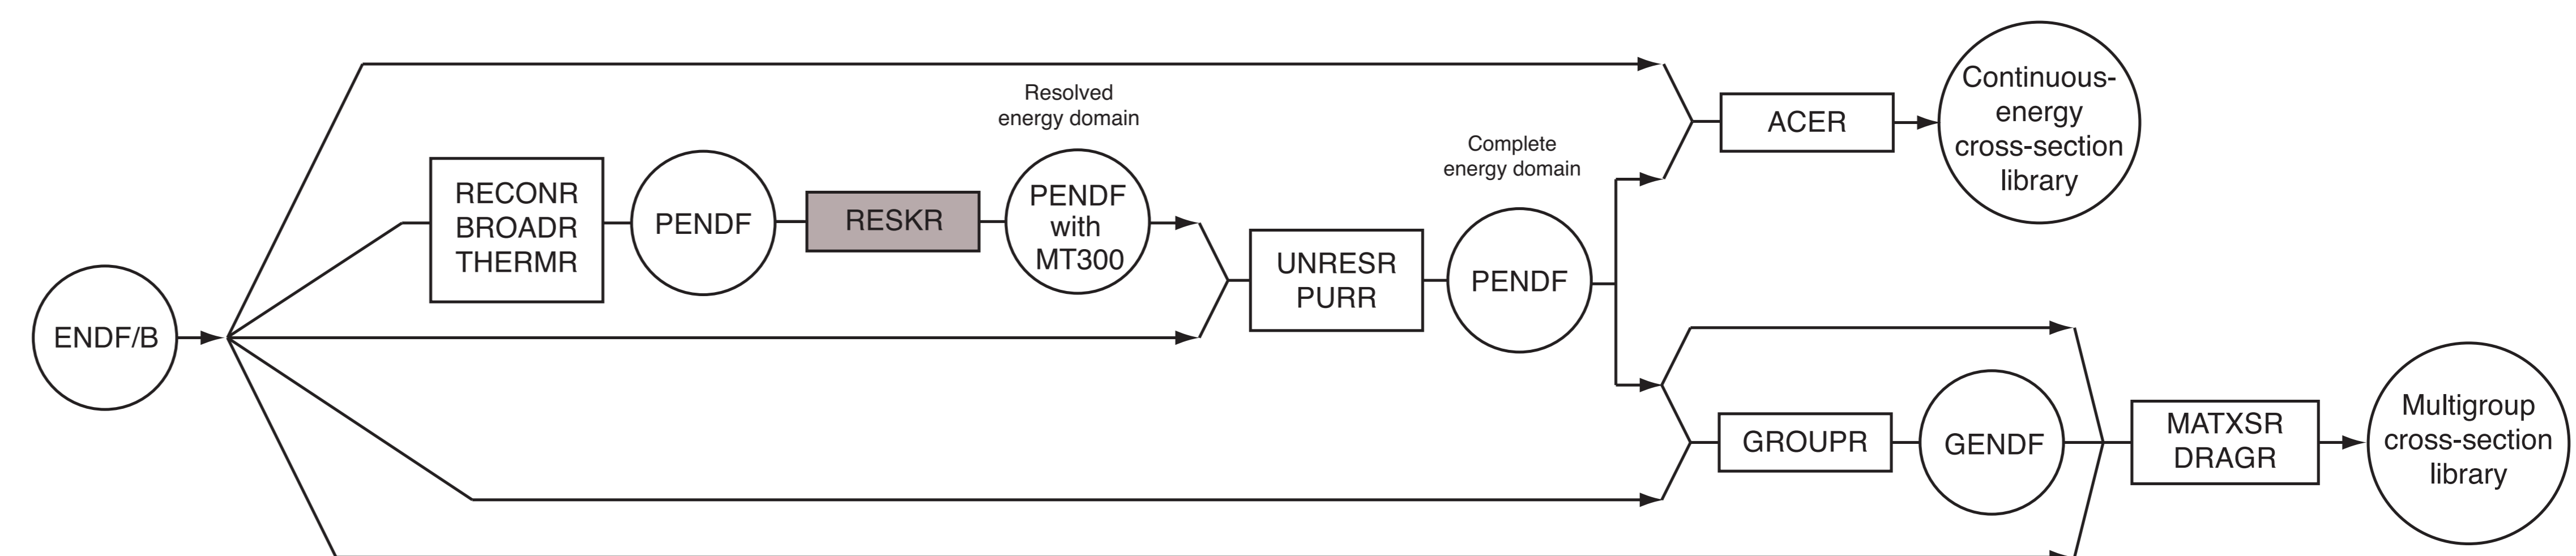 ENDF/B
RECONR
BROADR
THERMR
PENDF
RESKR
Resolved
energy domain
PENDF
with
MT300
UNRESR
PURR
Complete
energy domain
PENDF
ACER
Continuous-
energy
cross-section
library
GROUPR
GENDF
MATXSR
DRAGR
Multigroup
cross-section
library